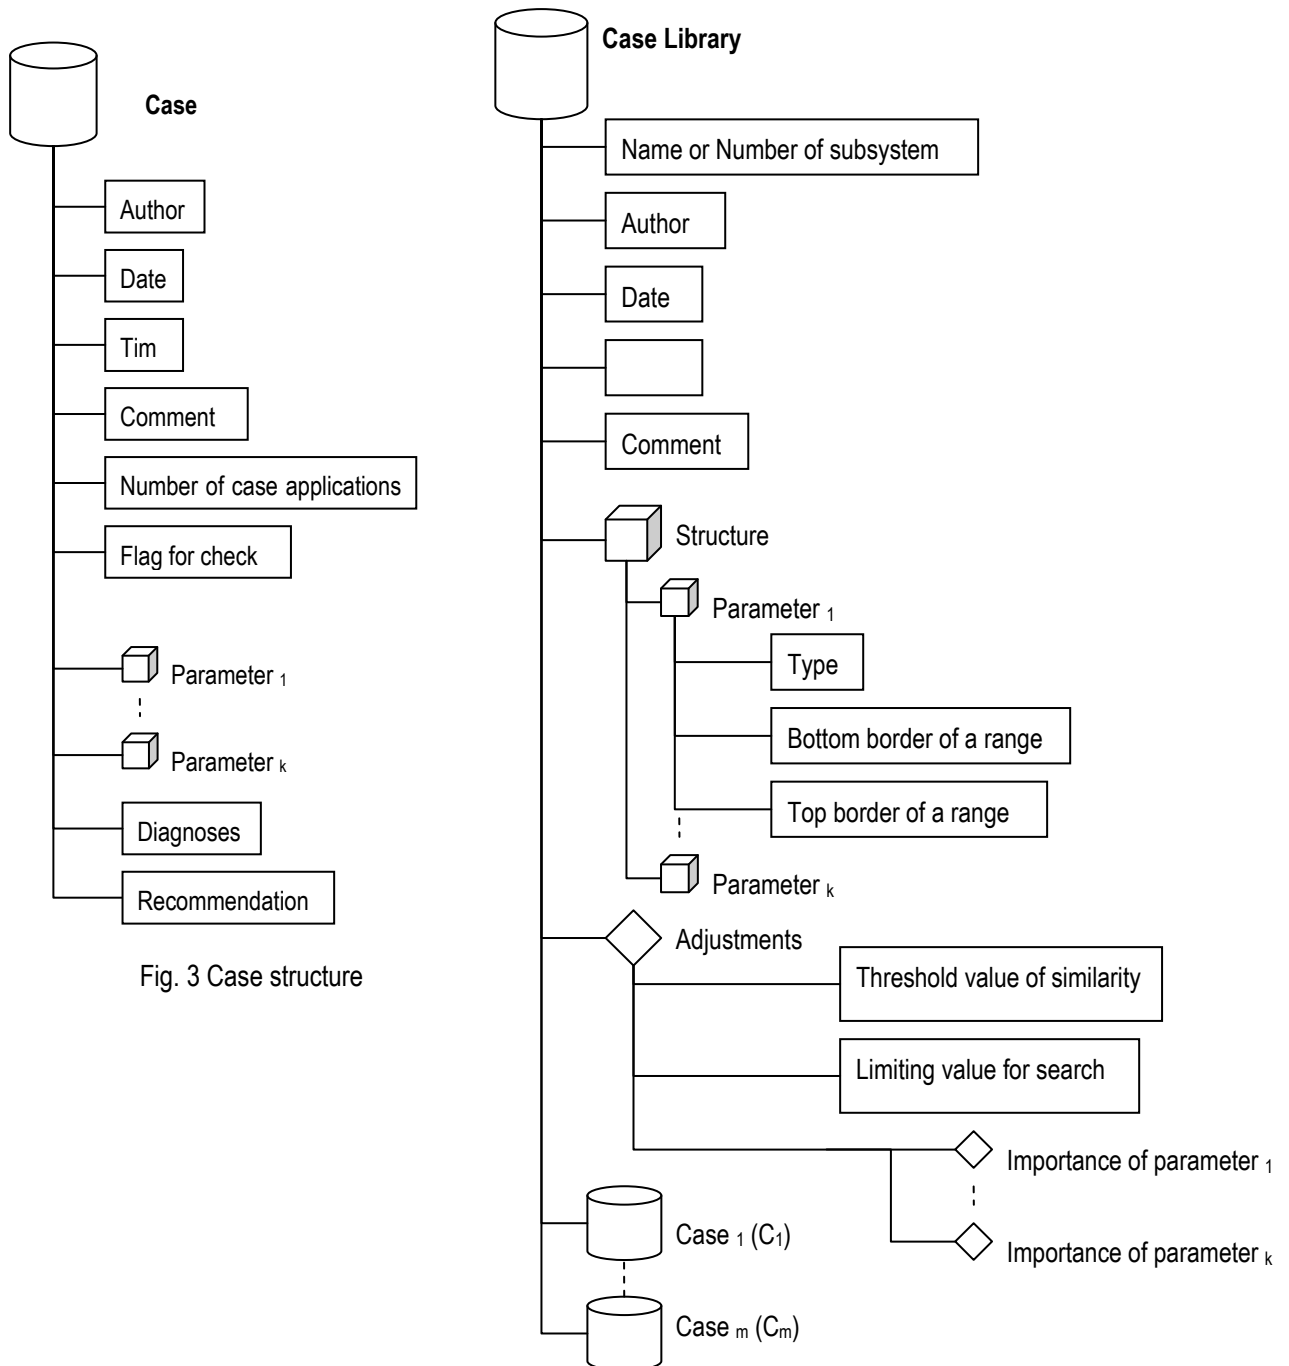 Case
Author
Date
Tim
Comment
Number of case applications
Flag for check
Parameter 1
Parameter k
Diagnoses
Recommendation
Fig. 3 Case structure
Case Library
Name or Number of subsystem
Author
Date
Comment
Structure
Parameter 1
Type
Bottom border of a range
Top border of a range
Parameter k
Adjustments
Threshold value of similarity
Limiting value for search
Importance of parameter 1
Importance of parameter k
Case 1 (C1)
Case m (Cm)